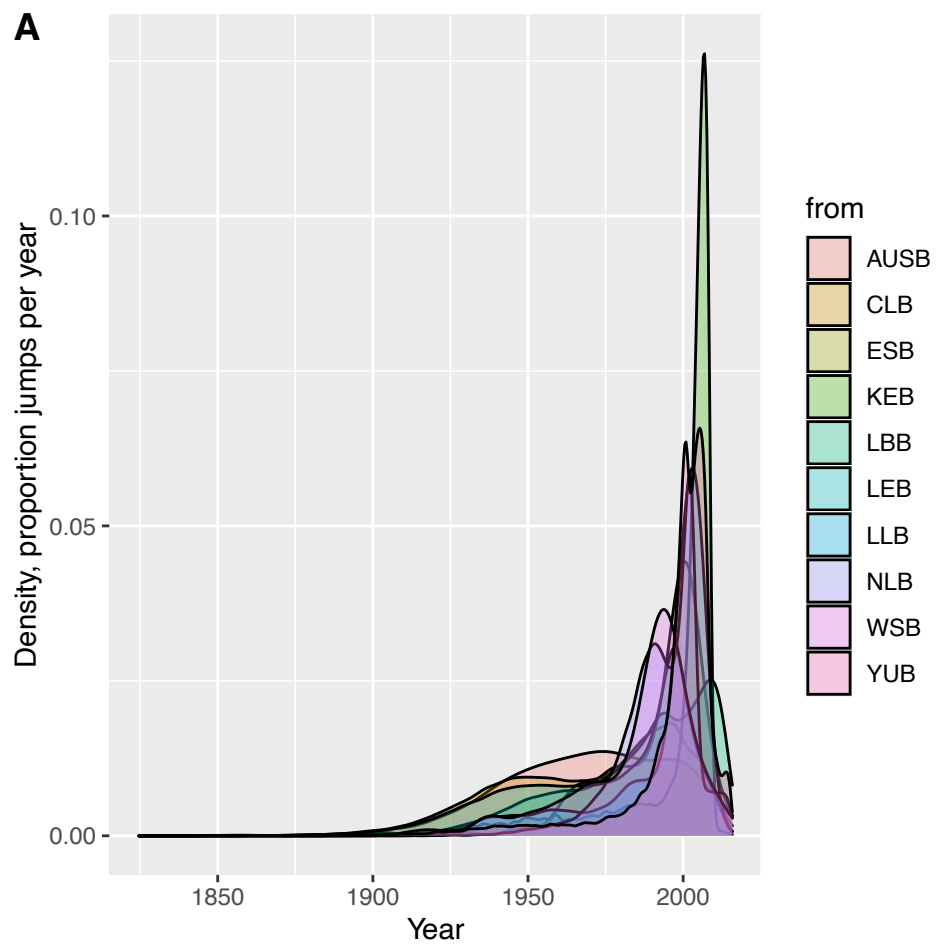 A
Density, proportion jumps per year
0.10
0.05
0.00
1850
1900
1950
2000
Year
from
AUSB
CLB
ESB
KEB
LBB
LEB
LLB
NLB
WSB
YUB